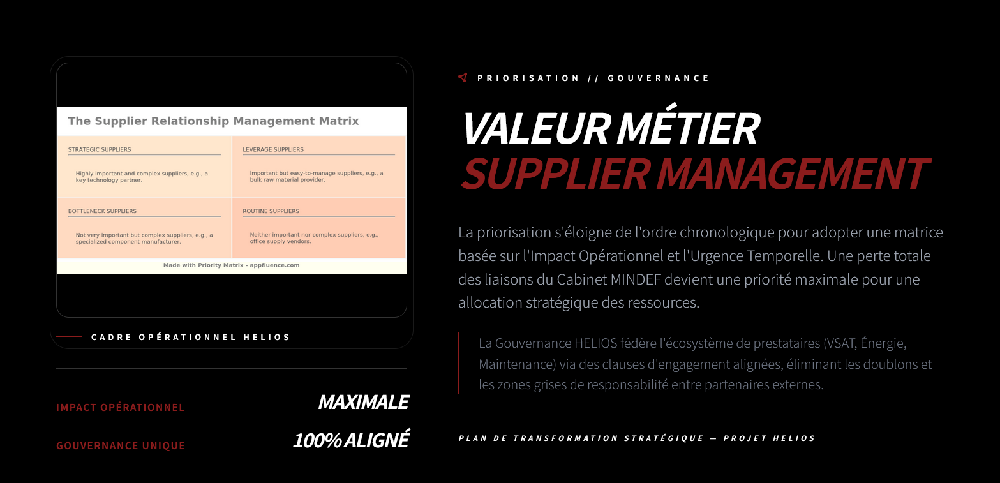 The Supplier Relationship Management Matrix
STRATEGIC SUPPLIERS
Highly important and complex suppliers, e.g., a
key technology partner.
LEVERAGE SUPPLIERS
Important but easy-to-manage suppliers, e.g., a
bulk raw material provider.
BOTTLENECK SUPPLIERS
Not very important but complex suppliers, e.g., a
specialized component manufacturer.
ROUTINE SUPPLIERS
Neither important nor complex suppliers, e.g.,
office supply vendors.
Made with Priority Matrix - appfluence.com
CADRE OPÉRATIONNEL HELIOS
IMPACT OPÉRATIONNEL
MAXIMALE
GOUVERNANCE UNIQUE
100% ALIGNÉ
PRIORISATION // GOUVERNANCE
VALEUR MÉTIER
SUPPLIER MANAGEMENT
La priorisation s'éloigne de l'ordre chronologique pour adopter une matrice
basée sur l'Impact Opérationnel et l'Urgence Temporelle. Une perte totale
des liaisons du Cabinet MINDEF devient une priorité maximale pour une
allocation stratégique des ressources.
La Gouvernance HELIOS fédère l'écosystème de prestataires (VSAT, Énergie,
Maintenance) via des clauses d'engagement alignées, éliminant les doublons et
les zones grises de responsabilité entre partenaires externes.
PLAN DE TRANSFORMATION STRATÉGIQUE — PROJET HELIOS